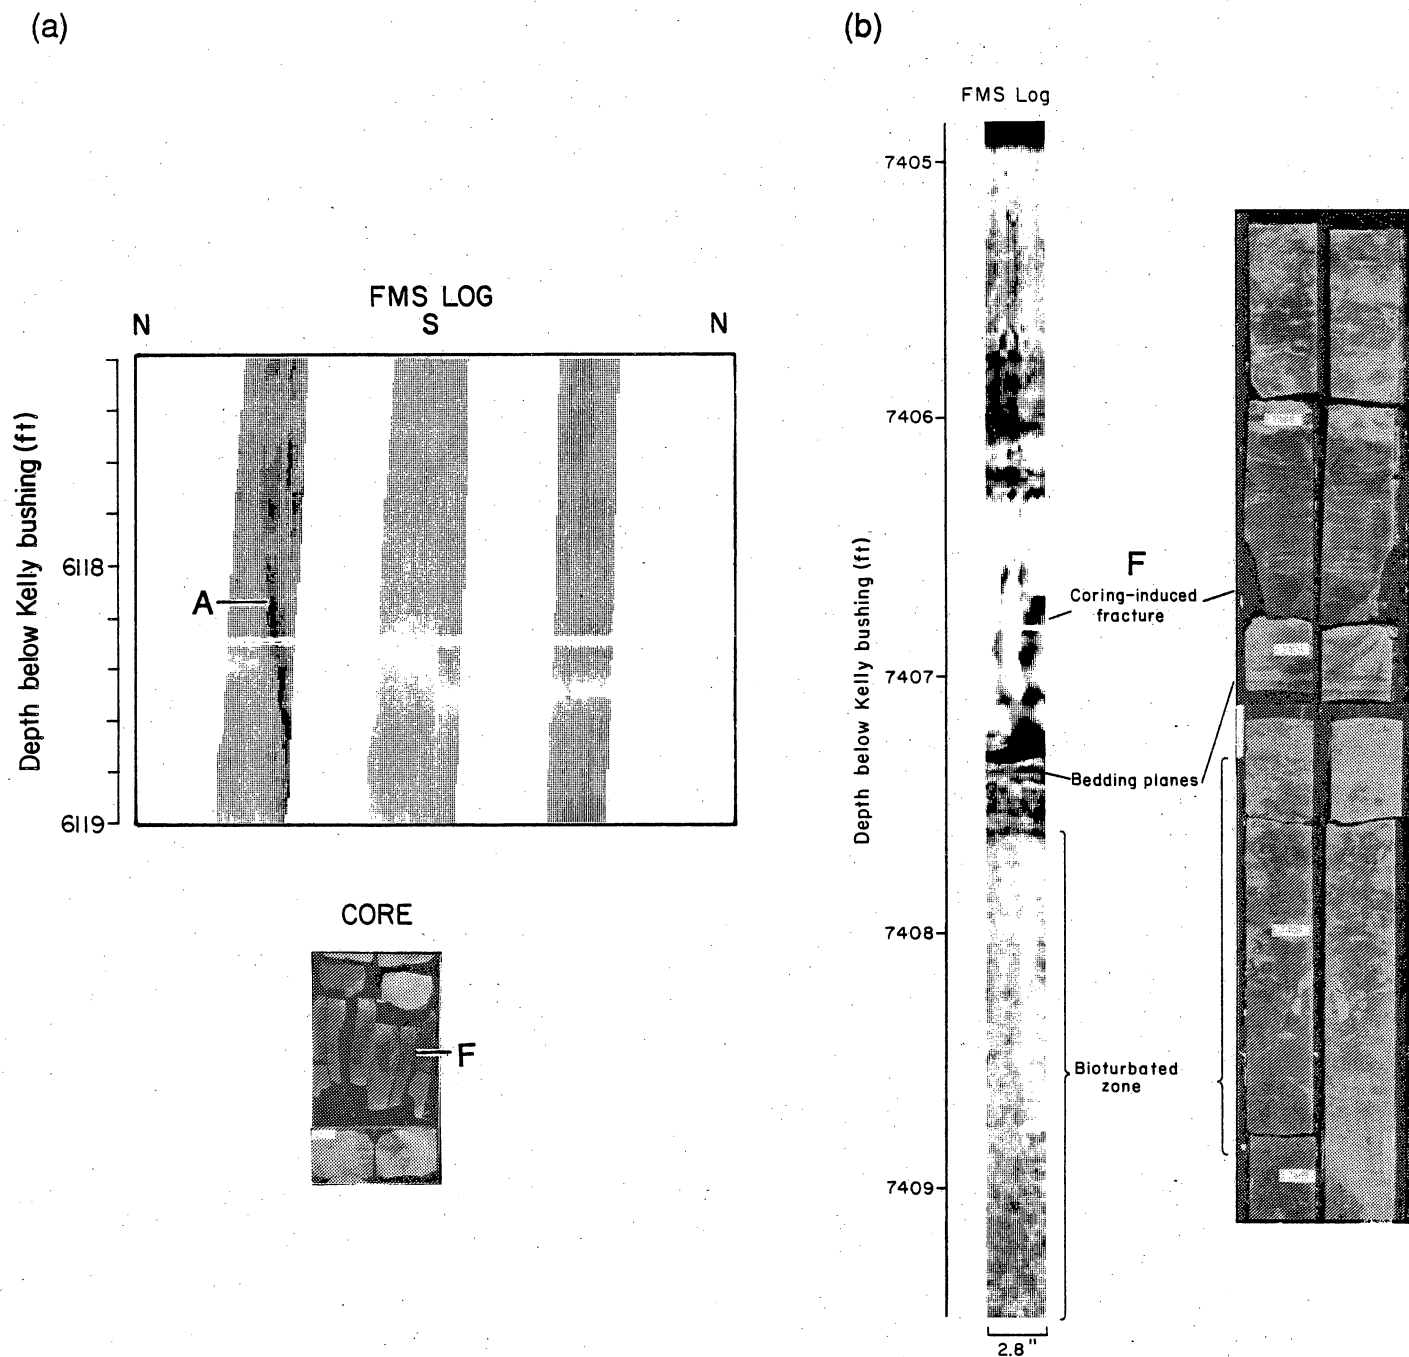 (a)
FMS LOG
N S N
Depth below Kelly bushing (ft)
6118
6119
A
CORE
F
(b)
FMS Log
Depth below Kelly bushing (ft)
7405
7406
7407
7408
7409
F
Coring-induced
fracture
Bedding planes
Bioturbated
zone
2.8"